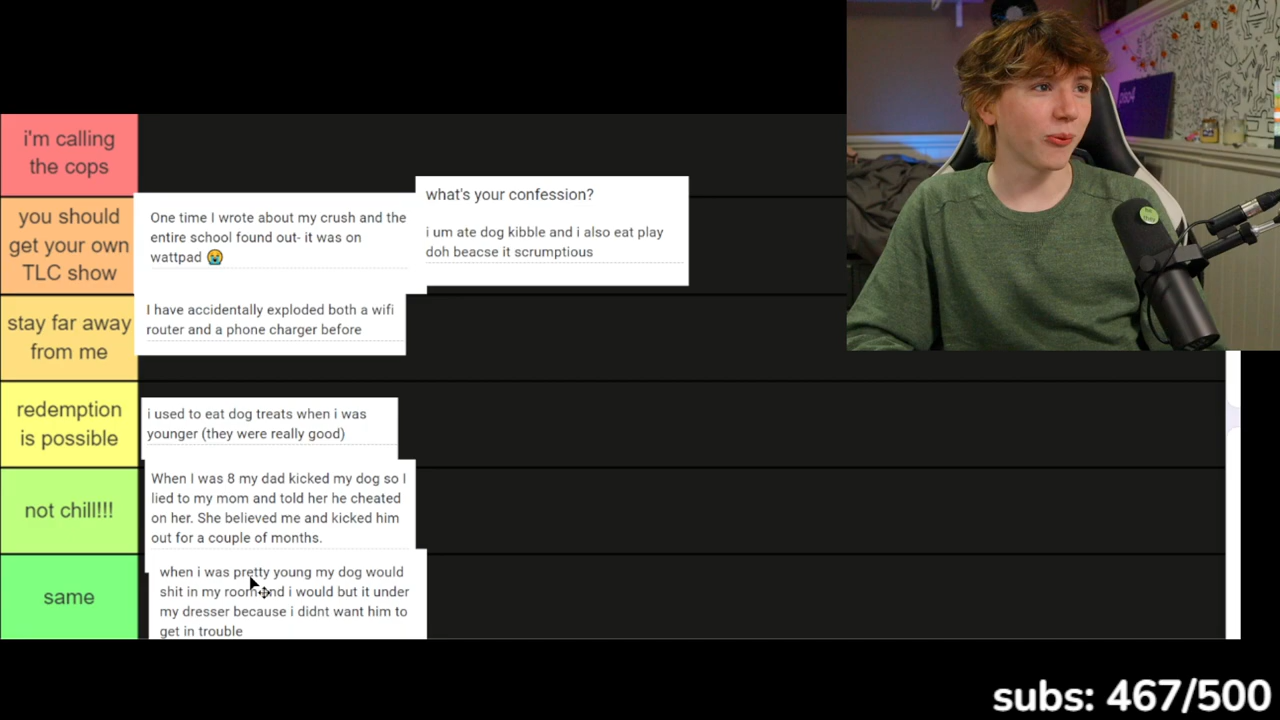 i'm calling
the cops
you should
get your own
TLC show
One time I wrote about my crush and the
entire school found out- it was on
wattpad 😭
what's your confession?
i um ate dog kibble and i also eat play
doh beacse it scrumptious
stay far away
from me
I have accidentally exploded both a wifi
router and a phone charger before
redemption
is possible
i used to eat dog treats when i was
younger (they were really good)
not chill!!!
When I was 8 my dad kicked my dog so I
lied to my mom and told her he cheated
on her. She believed me and kicked him
out for a couple of months.
same
when i was pretty young my dog would
shit in my room and i would but it under
my dresser because i didnt want him to
get in trouble
subs: 467/500